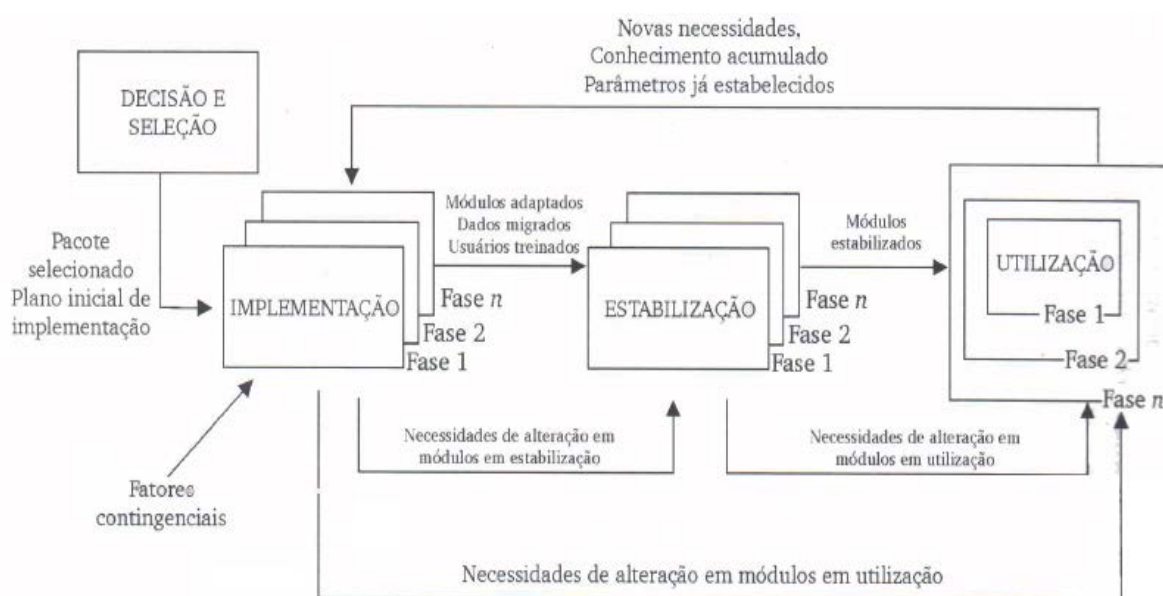 Novas necessidades,
Conhecimento acumulado
Parâmetros já estabelecidos
DECISÃO E
SELEÇÃO
Pacote
selecionado
Plano inicial de
implementação
IMPLEMENTAÇÃO
Fase n
Fase 2
Fase 1
Módulos adaptados
Dados migrados
Usuários treinados
ESTABILIZAÇÃO
Fase n
Fase 2
Fase 1
Módulos
estabilizados
UTILIZAÇÃO
Fase 1
Fase 2
Fase n
Necessidades de alteração em
módulos em estabilização
Necessidades de alteração em
módulos em utilização
Fatores
contingenciais
Necessidades de alteração em módulos em utilização